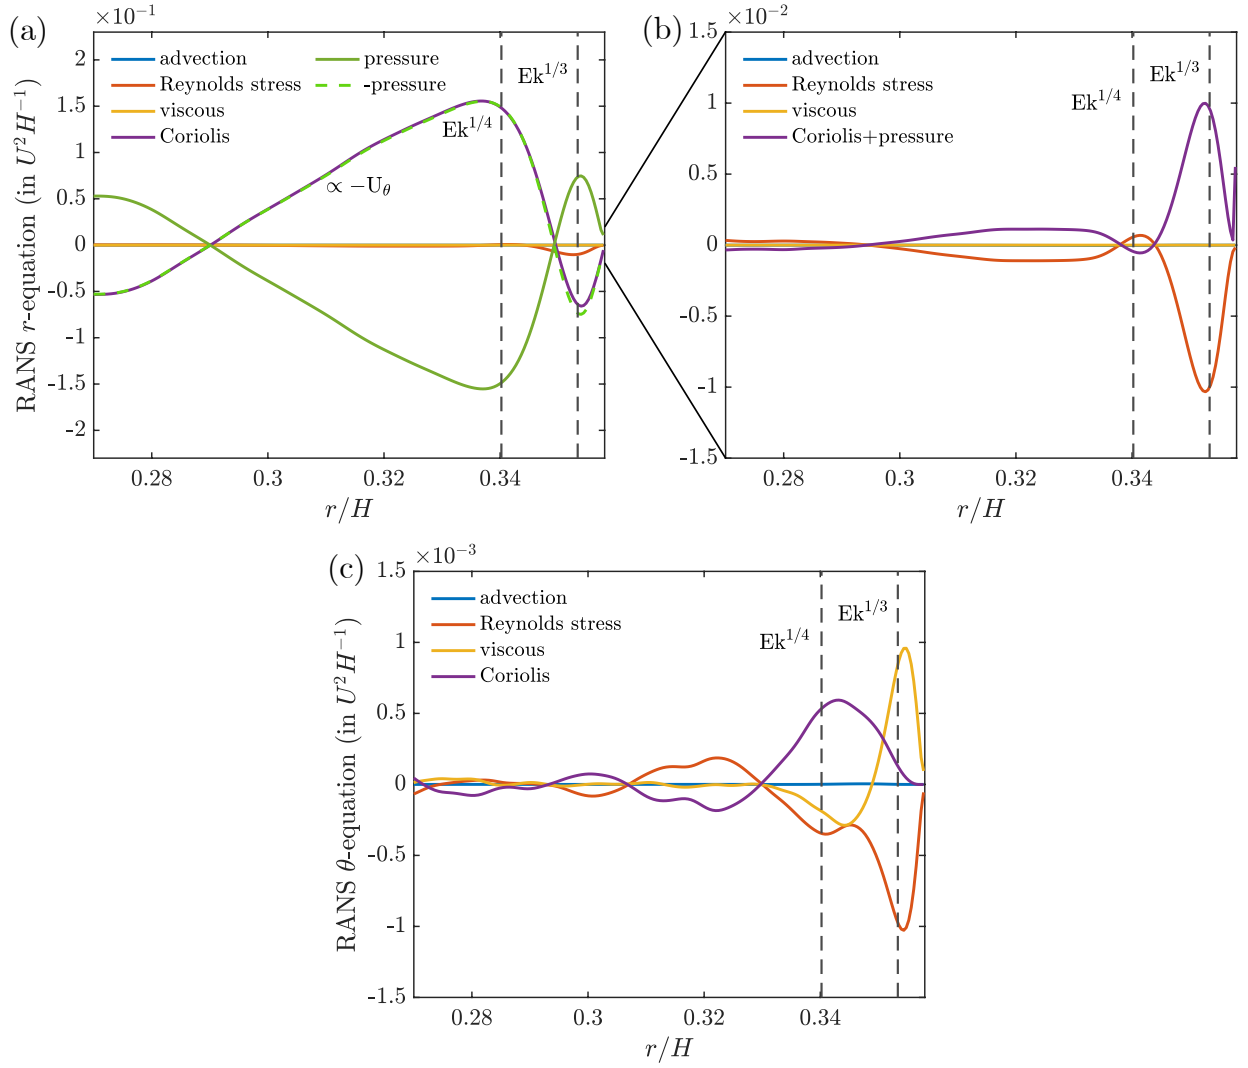 (a)
×10⁻¹
RANS r-equation (in U²H⁻¹)
2
1.5
1
0.5
0
-0.5
-1
-1.5
-2
advection
Reynolds stress
viscous
Coriolis
pressure
-pressure
Ek^1/3
Ek^1/4
∝ −U_θ
0.28 0.3 0.32 0.34
r/H
(b)
×10⁻²
1.5
1
0.5
0
-0.5
-1
-1.5
advection
Reynolds stress
viscous
Coriolis+pressure
Ek^1/3
Ek^1/4
0.28 0.3 0.32 0.34
r/H
(c)
×10⁻³
RANS θ-equation (in U²H⁻¹)
1.5
1
0.5
0
-0.5
-1
-1.5
advection
Reynolds stress
viscous
Coriolis
Ek^1/3
Ek^1/4
0.28 0.3 0.32 0.34
r/H